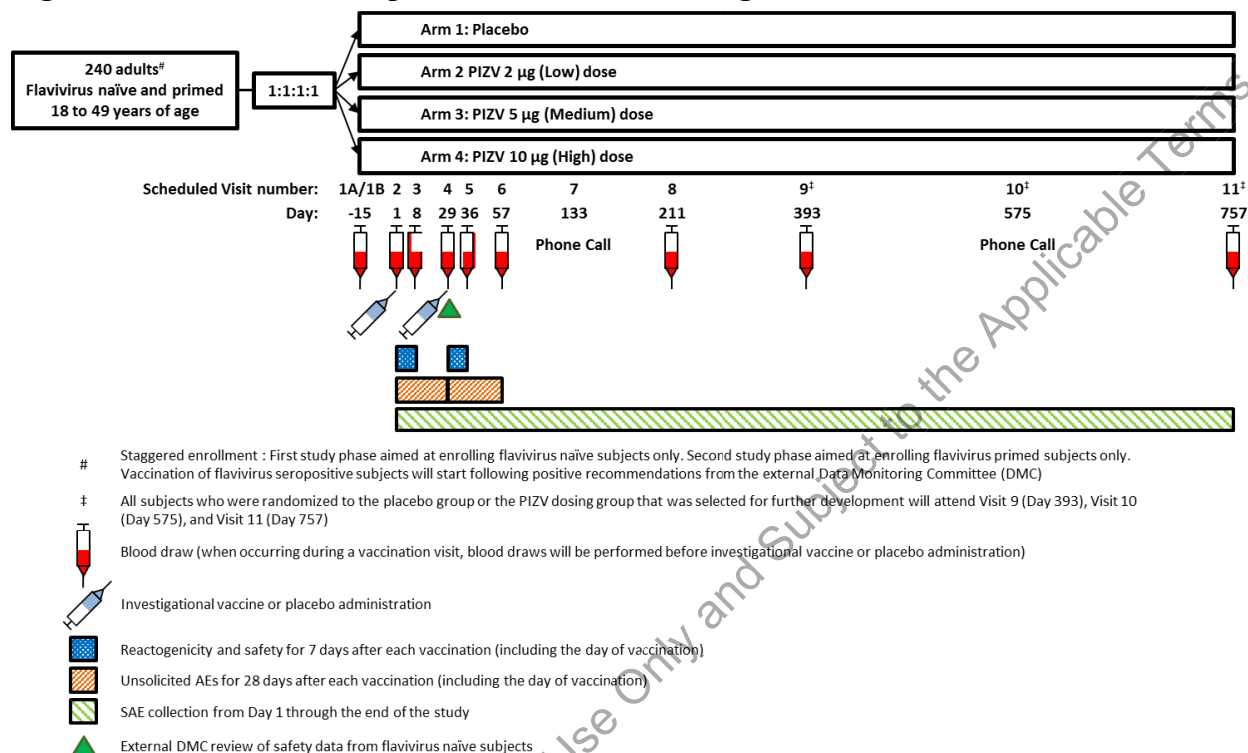 240 adults#
Flavivirus naïve and primed
18 to 49 years of age
1:1:1:1
Arm 1: Placebo
Arm 2 PIZV 2 µg (Low) dose
Arm 3: PIZV 5 µg (Medium) dose
Arm 4: PIZV 10 µg (High) dose
Scheduled Visit number: 1A/1B 2 3 4 5 6 7 8 9‡ 10‡ 11‡
Day: -15 1 8 29 36 57 133 211 393 575 757
Phone Call Phone Call
# Staggered enrollment : First study phase aimed at enrolling flavivirus naïve subjects only. Second study phase aimed at enrolling flavivirus primed subjects only.
Vaccination of flavivirus seropositive subjects will start following positive recommendations from the external Data Monitoring Committee (DMC)
‡ All subjects who were randomized to the placebo group or the PIZV dosing group that was selected for further development will attend Visit 9 (Day 393), Visit 10
(Day 575), and Visit 11 (Day 757)
Blood draw (when occurring during a vaccination visit, blood draws will be performed before investigational vaccine or placebo administration)
Investigational vaccine or placebo administration
Reactogenicity and safety for 7 days after each vaccination (including the day of vaccination)
Unsolicited AEs for 28 days after each vaccination (including the day of vaccination)
SAE collection from Day 1 through the end of the study
External DMC review of safety data from flavivirus naïve subjects
Use Only and Subject to the Applicable Terms